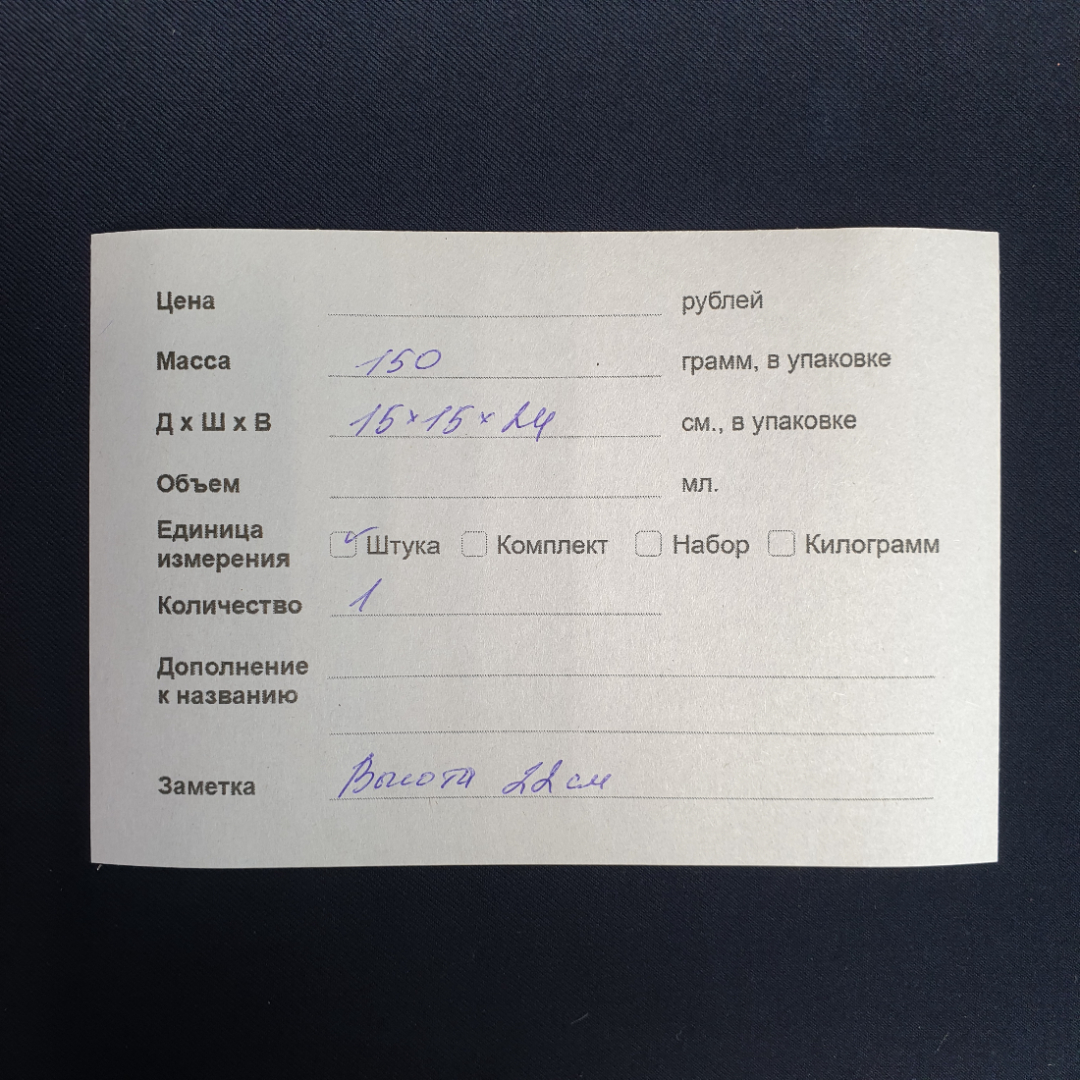 Цена рублей
Масса 150 грамм, в упаковке
Д х Ш х В 15×15×24 см., в упаковке
Объем мл.
Единица
измерения Штука Комплект Набор Килограмм
Количество 1
Дополнение
к названию
Заметка Высота 22 см